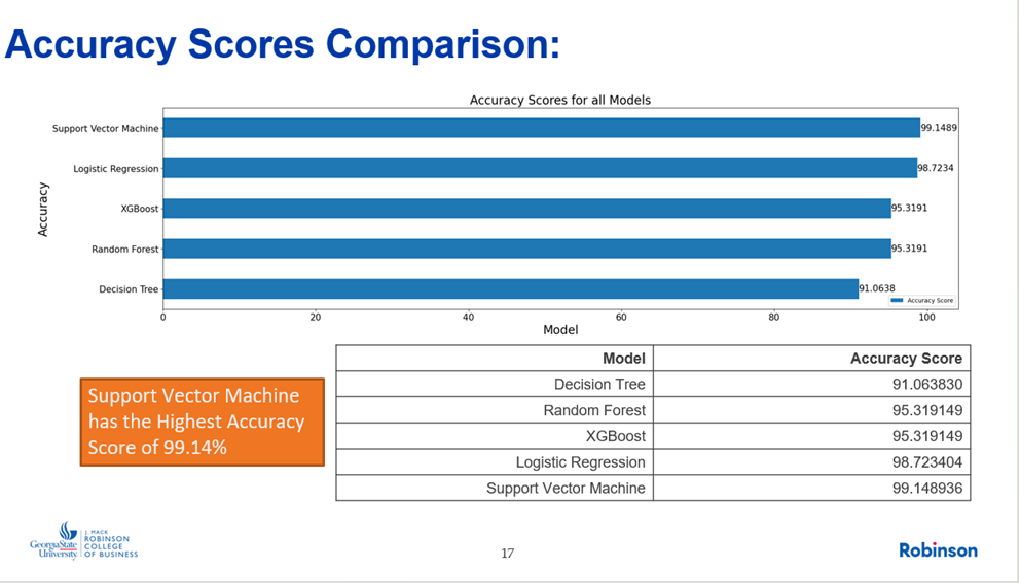 Accuracy Scores Comparison:
Accuracy Scores for all Models
Support Vector Machine 99.1489
Logistic Regression 98.7234
XGBoost 95.3191
Random Forest 95.3191
Decision Tree 91.0638
Accuracy
Accuracy Score
0 20 40 60 80 100
Model
Model Accuracy Score
Decision Tree 91.063830
Random Forest 95.319149
XGBoost 95.319149
Logistic Regression 98.723404
Support Vector Machine 99.148936
Support Vector Machine
has the Highest Accuracy
Score of 99.14%
GeorgiaState
University
J. MACK
ROBINSON
COLLEGE
OF BUSINESS
17
Robinson